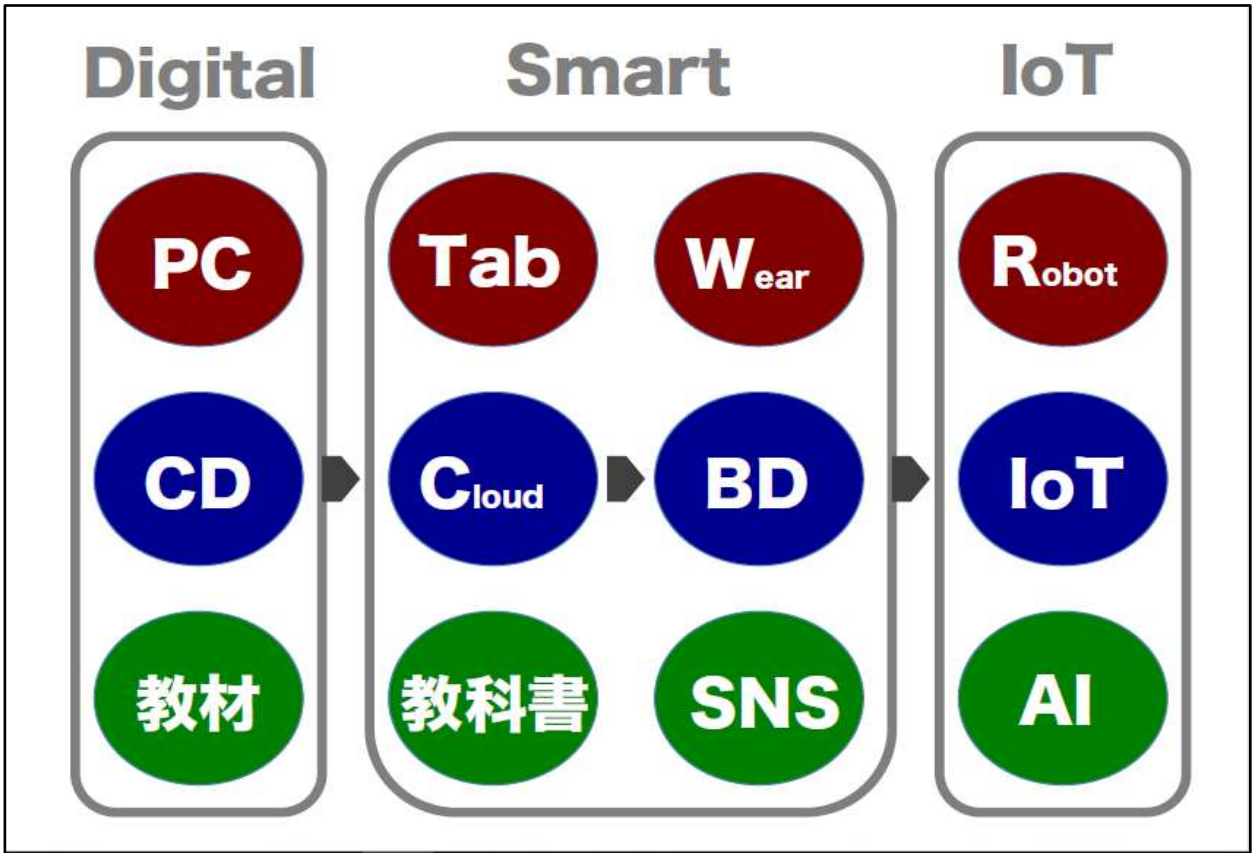 Digital
Smart
IoT
PC
Tab
Wear
Robot
CD
Cloud
BD
IoT
教材
教科書
SNS
AI